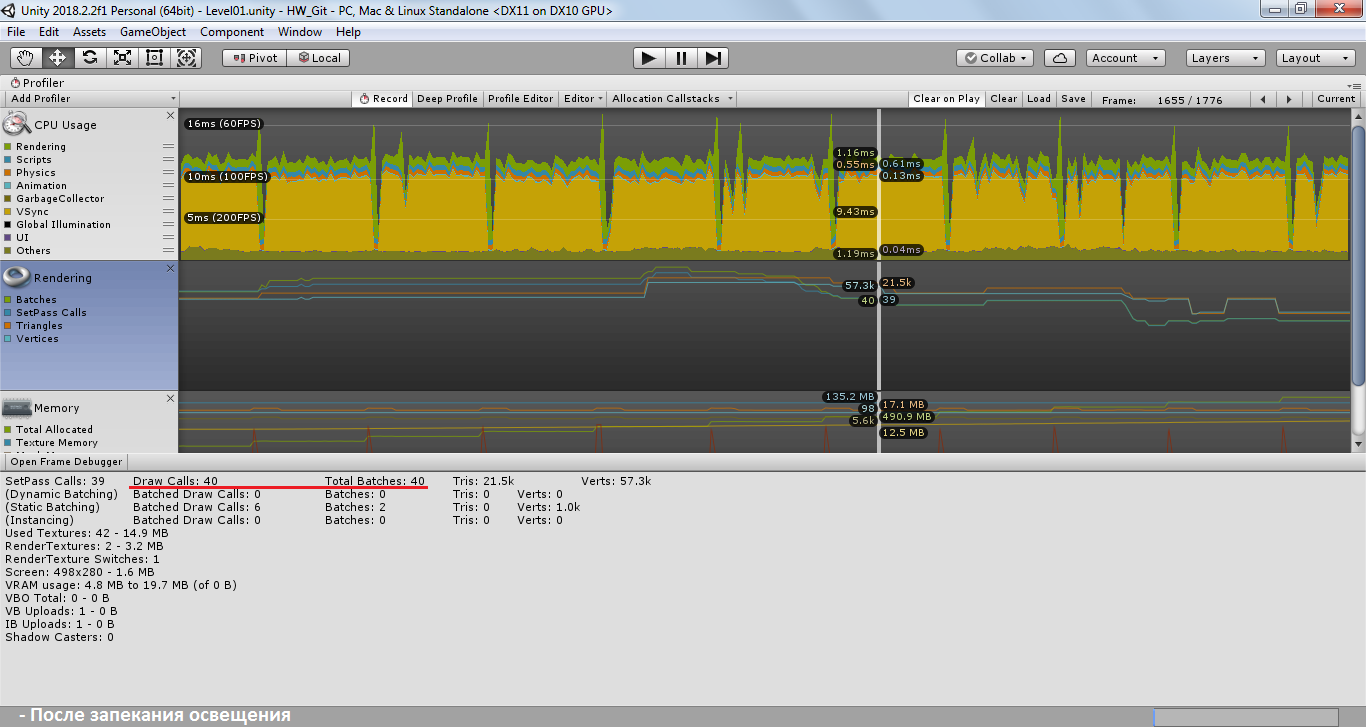 Unity 2018.2.2f1 Personal (64bit) - Level01.unity - HW_Git - PC, Mac & Linux Standalone <DX11 on DX10 GPU>
File Edit Assets GameObject Component Window Help
Pivot Local Collab Account Layers Layout
Profiler
Add Profiler Record Deep Profile Profile Editor Editor Allocation Callstacks Clear on Play Clear Load Save Frame: 1655 / 1776 Current
CPU Usage
Rendering
Scripts
Physics
Animation
GarbageCollector
VSync
Global Illumination
UI
Others
16ms (60FPS)
10ms (100FPS)
5ms (200FPS)
1.16ms
0.55ms
0.61ms
0.13ms
9.43ms
1.19ms
0.04ms
Rendering
Batches
SetPass Calls
Triangles
Vertices
57.3k
21.5k
40
39
Memory
Total Allocated
Texture Memory
135.2 MB
98
5.6k
17.1 MB
490.9 MB
12.5 MB
Open Frame Debugger
SetPass Calls: 39 Draw Calls: 40 Total Batches: 40 Tris: 21.5k Verts: 57.3k
(Dynamic Batching) Batched Draw Calls: 0 Batches: 0 Tris: 0 Verts: 0
(Static Batching) Batched Draw Calls: 6 Batches: 2 Tris: 0 Verts: 1.0k
(Instancing) Batched Draw Calls: 0 Batches: 0 Tris: 0 Verts: 0
Used Textures: 42 - 14.9 MB
RenderTextures: 2 - 3.2 MB
RenderTexture Switches: 1
Screen: 498x280 - 1.6 MB
VRAM usage: 4.8 MB to 19.7 MB (of 0 B)
VBO Total: 0 - 0 B
VB Uploads: 1 - 0 B
IB Uploads: 1 - 0 B
Shadow Casters: 0
- После запекания освещения